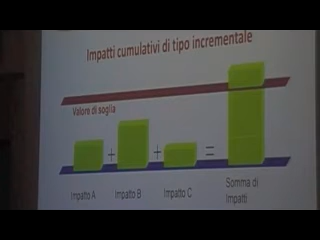 Impatti cumulativi di tipo incrementale
Valore di soglia
+ + =
Impatto A Impatto B Impatto C Somma di
Impatti